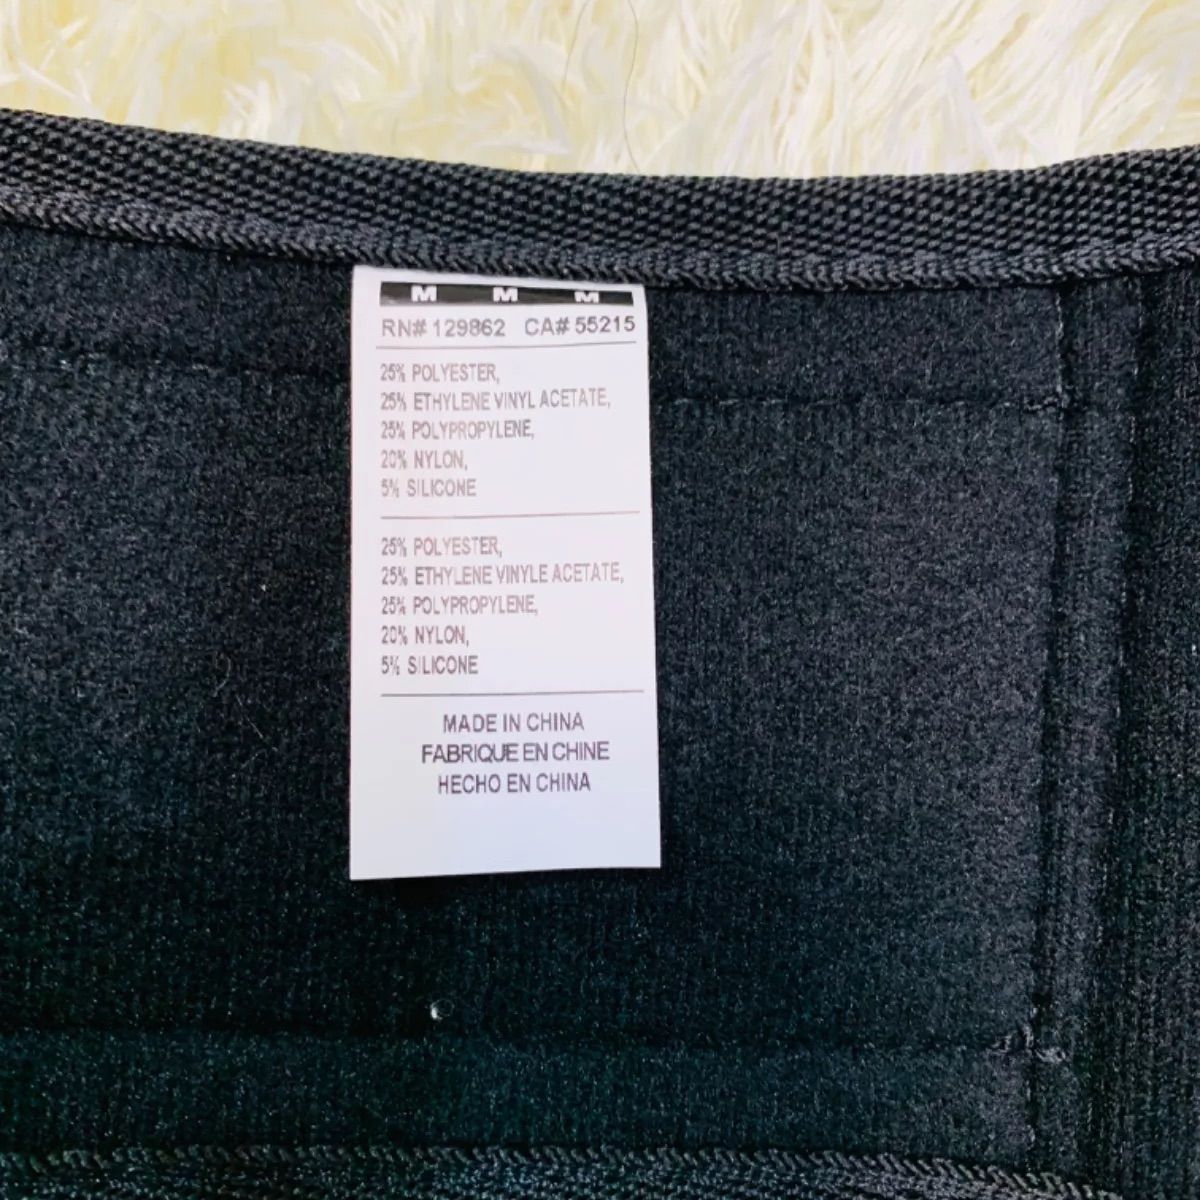 M M M
RN# 129862 CA# 55215
25% POLYESTER,
25% ETHYLENE VINYL ACETATE,
25% POLYPROPYLENE,
20% NYLON,
5% SILICONE
25% POLYESTER,
25% ETHYLENE VINYLE ACETATE,
25% POLYPROPYLENE,
20% NYLON,
5% SILICONE
MADE IN CHINA
FABRIQUE EN CHINE
HECHO EN CHINA